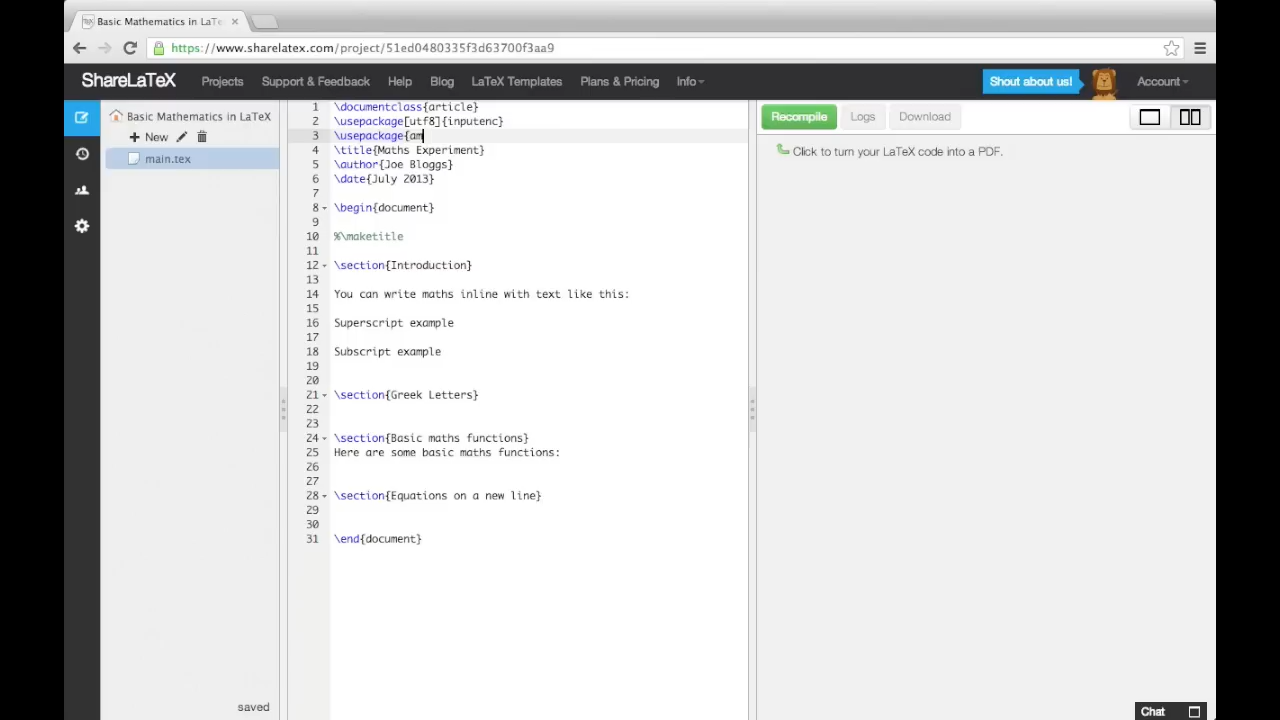 Basic Mathematics in LaTe
https://www.sharelatex.com/project/51ed0480335f3d63700f3aa9
ShareLaTeX Projects Support & Feedback Help Blog LaTeX Templates Plans & Pricing Info Shout about us! Account
Basic Mathematics in LaTeX
New
main.tex
saved
1 \documentclass{article}
2 \usepackage[utf8]{inputenc}
3 \usepackage{am
4 \title{Maths Experiment}
5 \author{Joe Bloggs}
6 \date{July 2013}
7
8 \begin{document}
9
10 %\maketitle
11
12 \section{Introduction}
13
14 You can write maths inline with text like this:
15
16 Superscript example
17
18 Subscript example
19
20
21 \section{Greek Letters}
22
23
24 \section{Basic maths functions}
25 Here are some basic maths functions:
26
27
28 \section{Equations on a new line}
29
30
31 \end{document}
Recompile Logs Download
Click to turn your LaTeX code into a PDF.
Chat